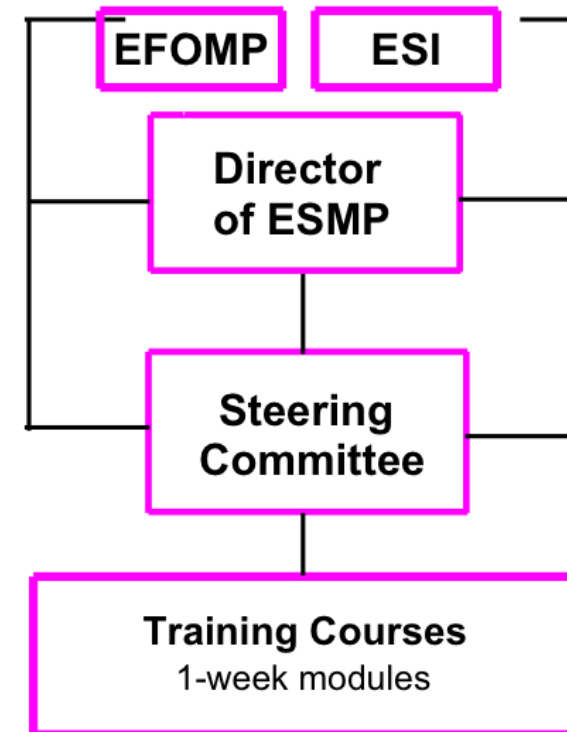 EFOMP ESI
Director
of ESMP
Steering
Committee
Training Courses
1-week modules